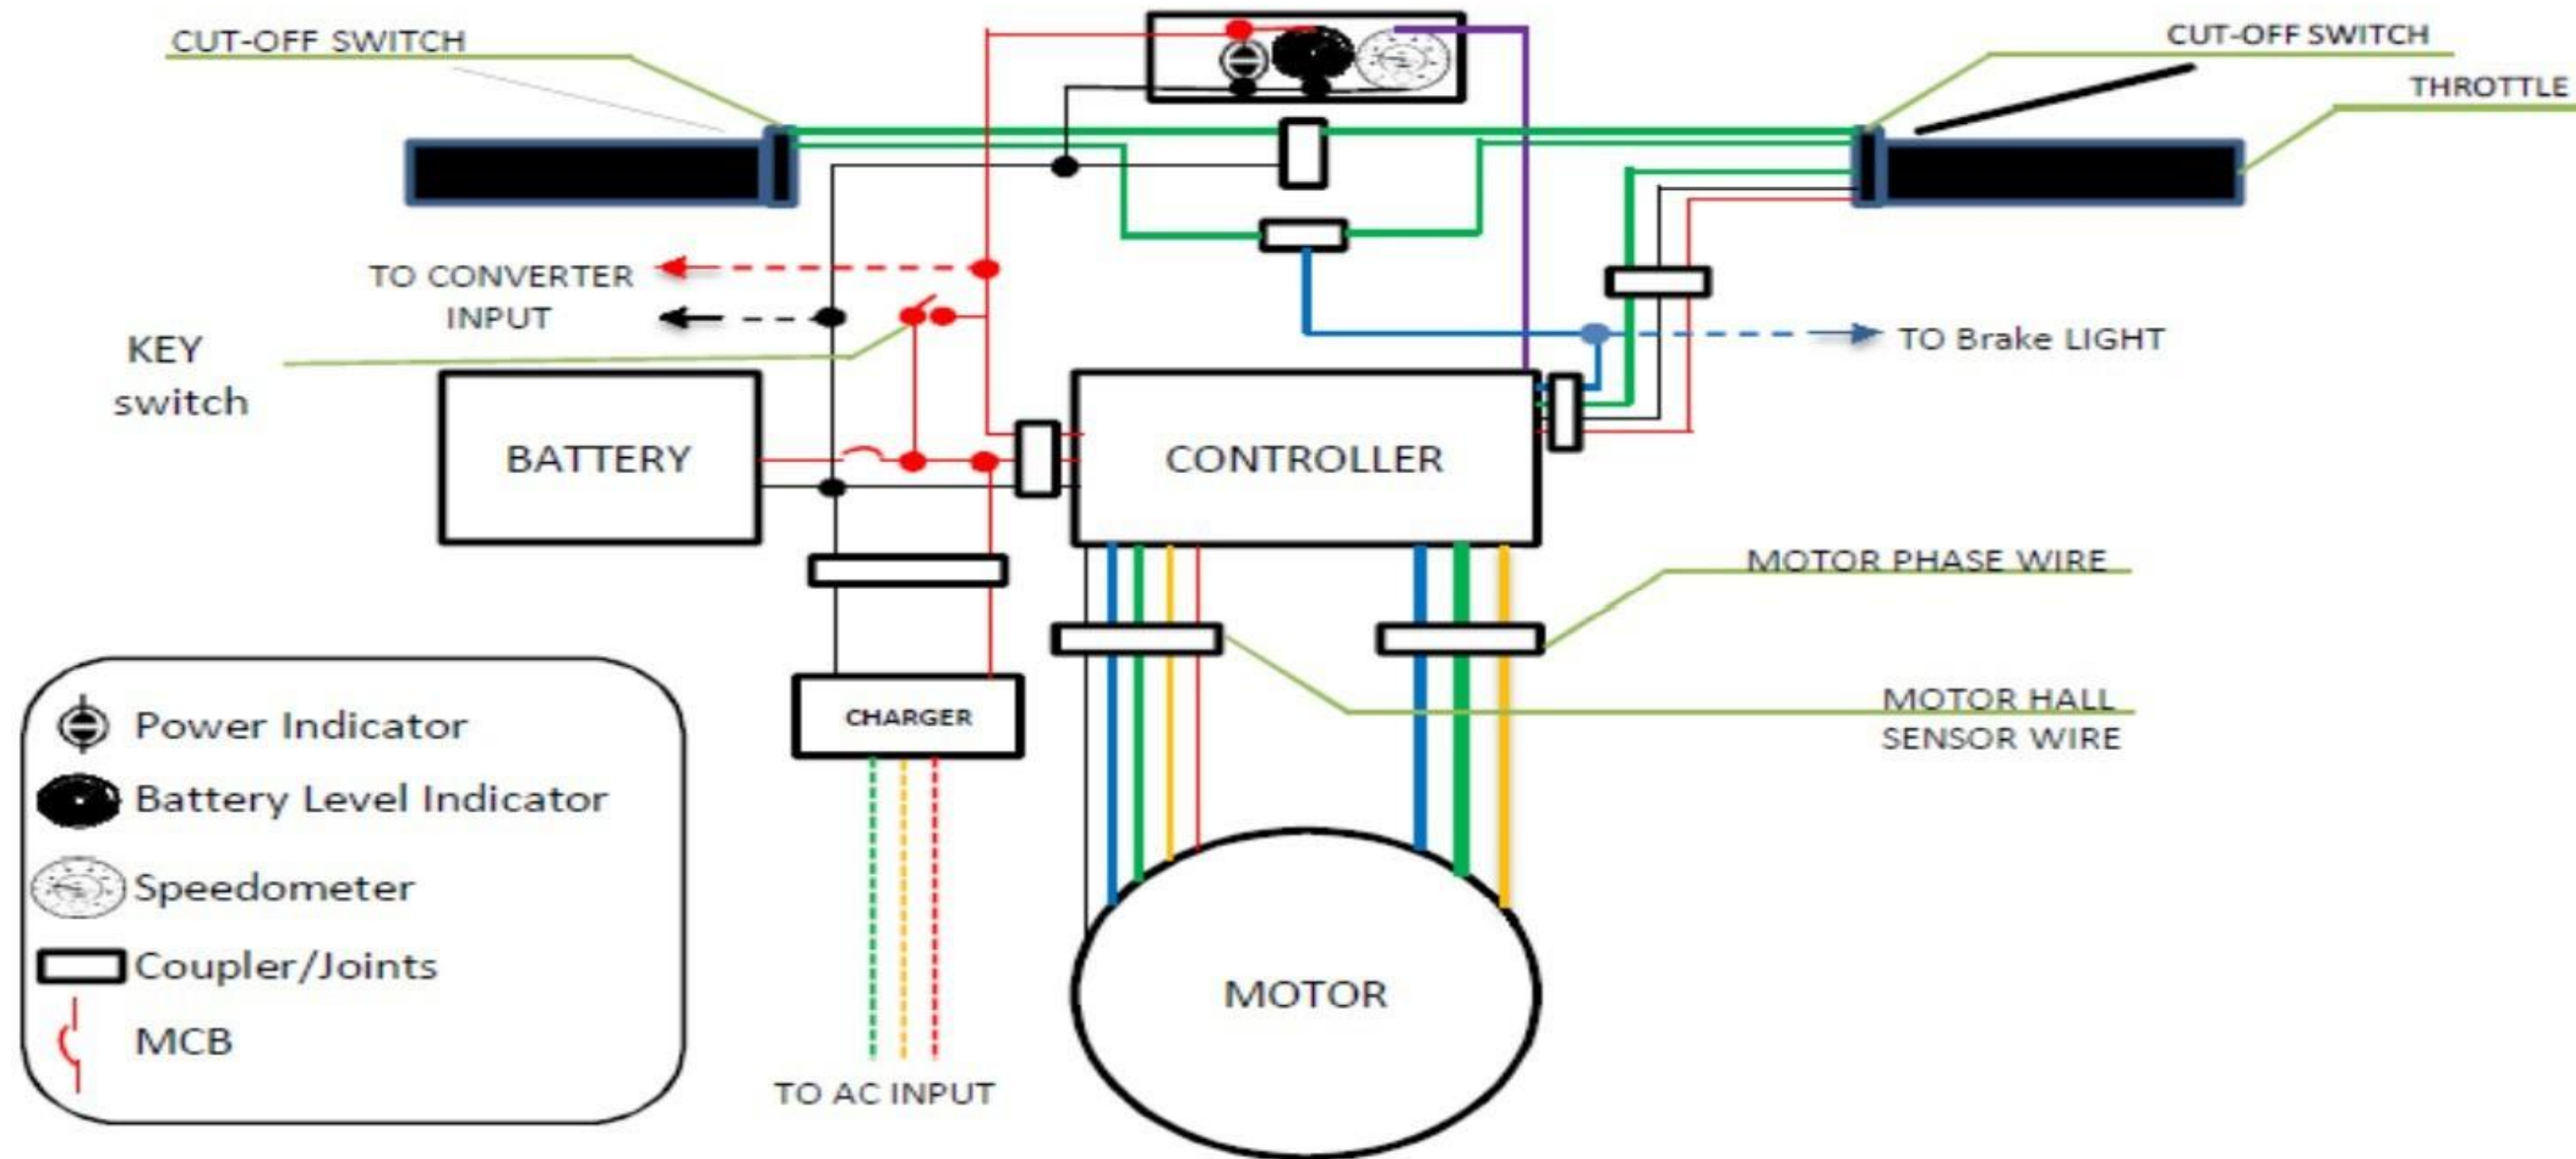 CUT-OFF SWITCH
CUT-OFF SWITCH
THROTTLE
TO CONVERTER
INPUT
KEY
switch
TO Brake LIGHT
BATTERY
CONTROLLER
MOTOR PHASE WIRE
CHARGER
MOTOR HALL
SENSOR WIRE
Power Indicator
Battery Level Indicator
Speedometer
Coupler/Joints
MCB
MOTOR
TO AC INPUT